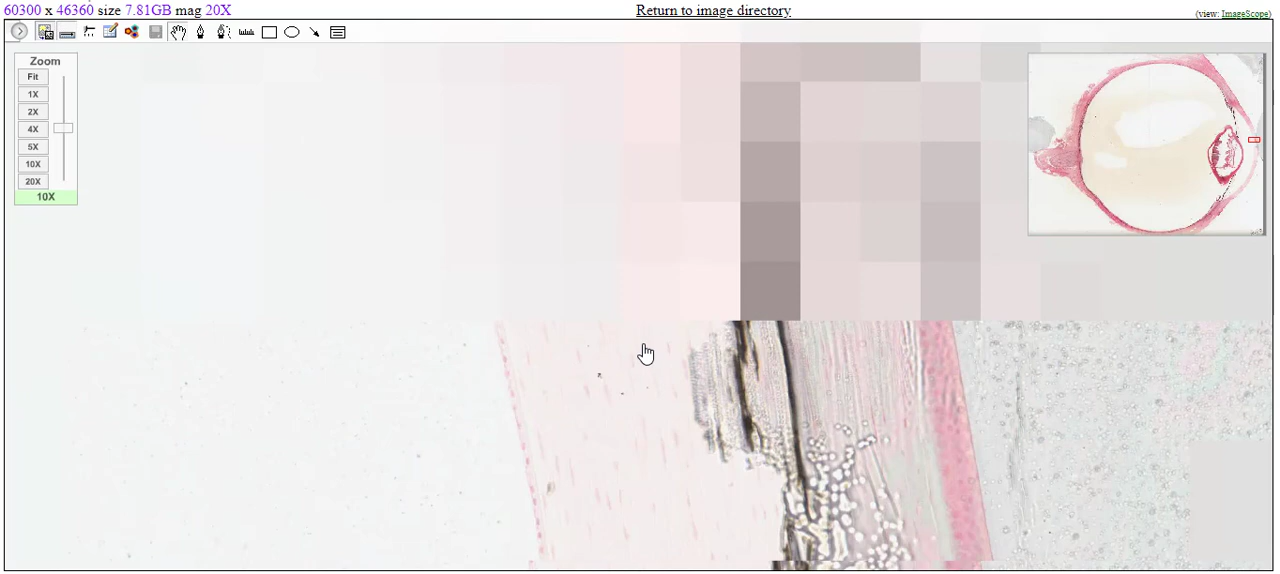 60300 x 46360 size 7.81GB mag 20X
Return to image directory
(view: ImageScope)
Zoom
Fit
1X
2X
4X
5X
10X
20X
10X